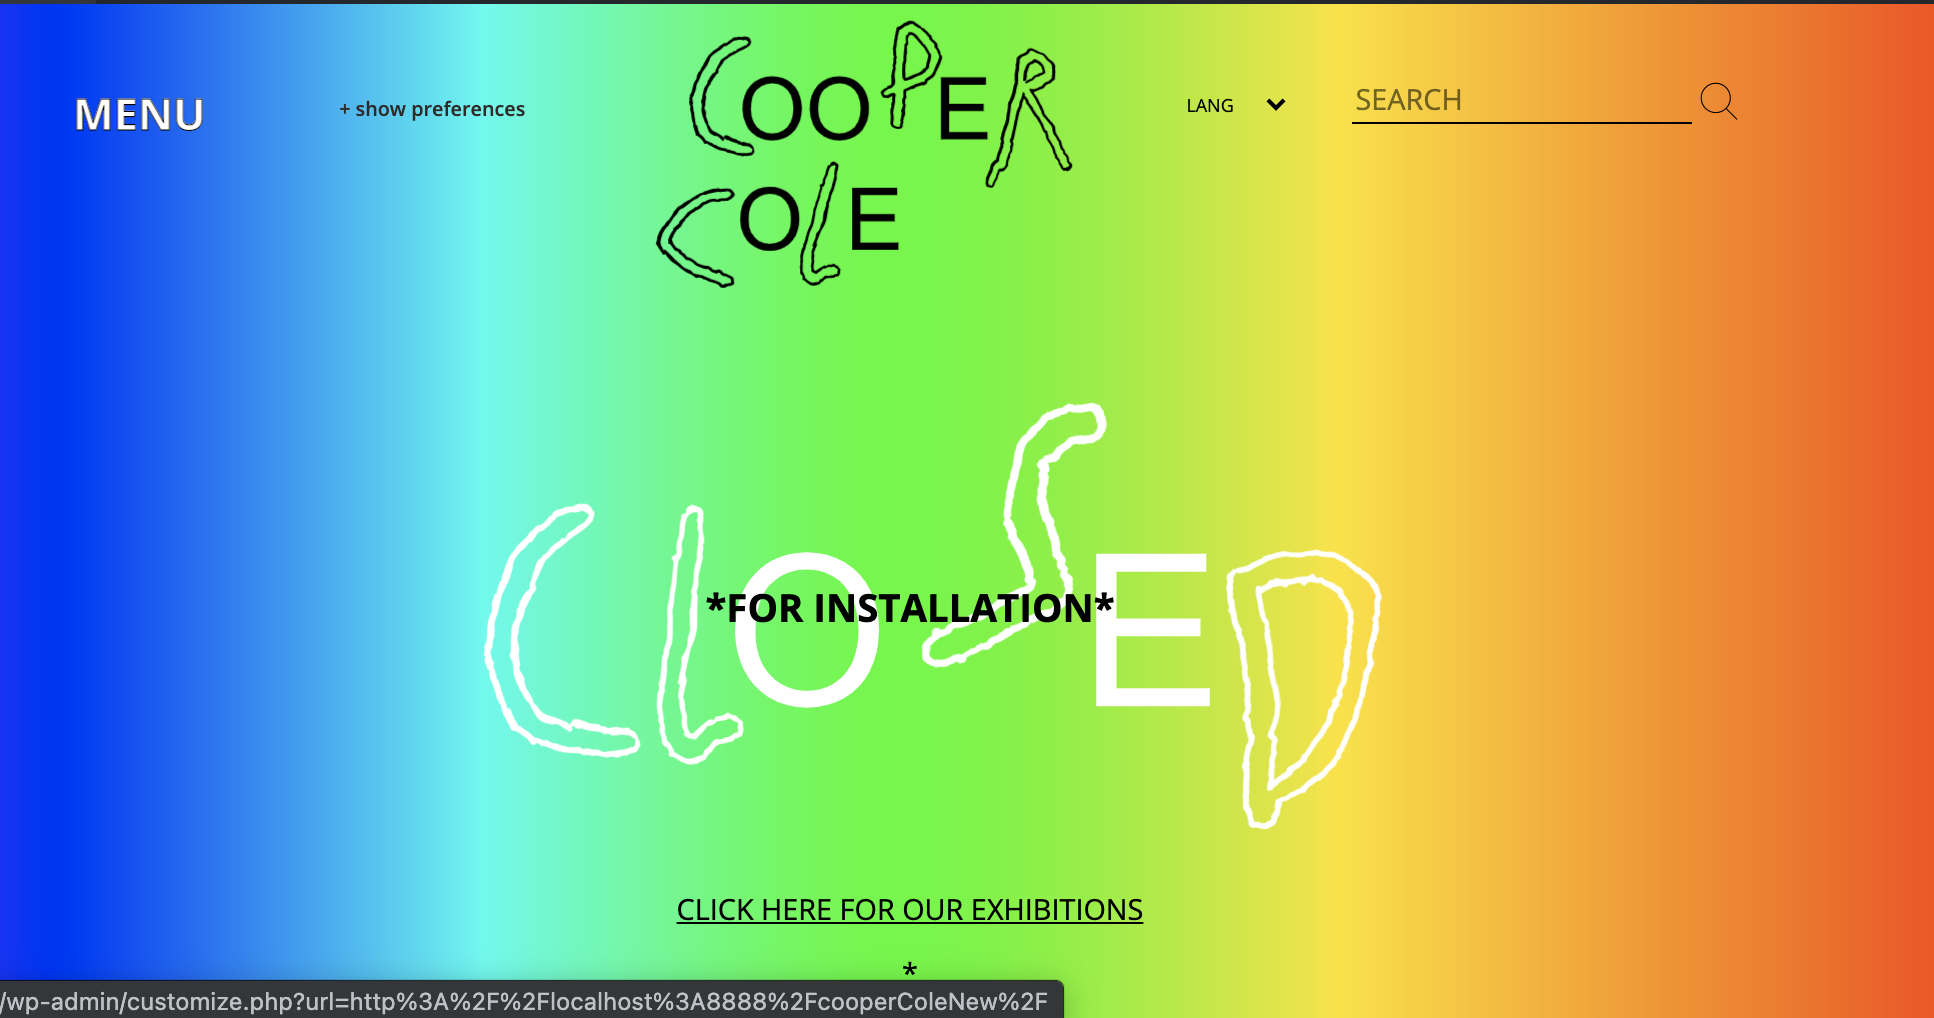 MENU
+ show preferences
COOPER
COLE
LANG
SEARCH
CLOSED
*FOR INSTALLATION*
CLICK HERE FOR OUR EXHIBITIONS
*
/wp-admin/customize.php?url=http%3A%2F%2Flocalhost%3A8888%2FcooperColeNew%2F